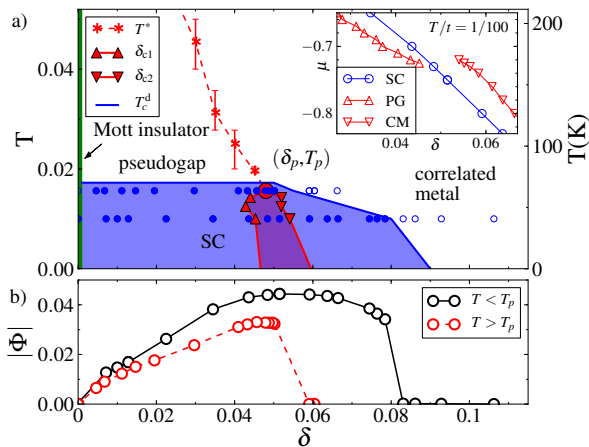 a)
T*
δc1
δc2
T_c^d
T/t = 1/100
−0.7
μ
−0.8
SC
PG
CM
δ
0.04
0.06
0.04
T
0.02
0.00
200
T(K)
100
0
Mott insulator
pseudogap
(δp,Tp)
correlated
metal
SC
b)
|Φ|
0.04
0.02
0.00
T < Tp
T > Tp
0.00
0.02
0.04
0.06
0.08
0.10
δ